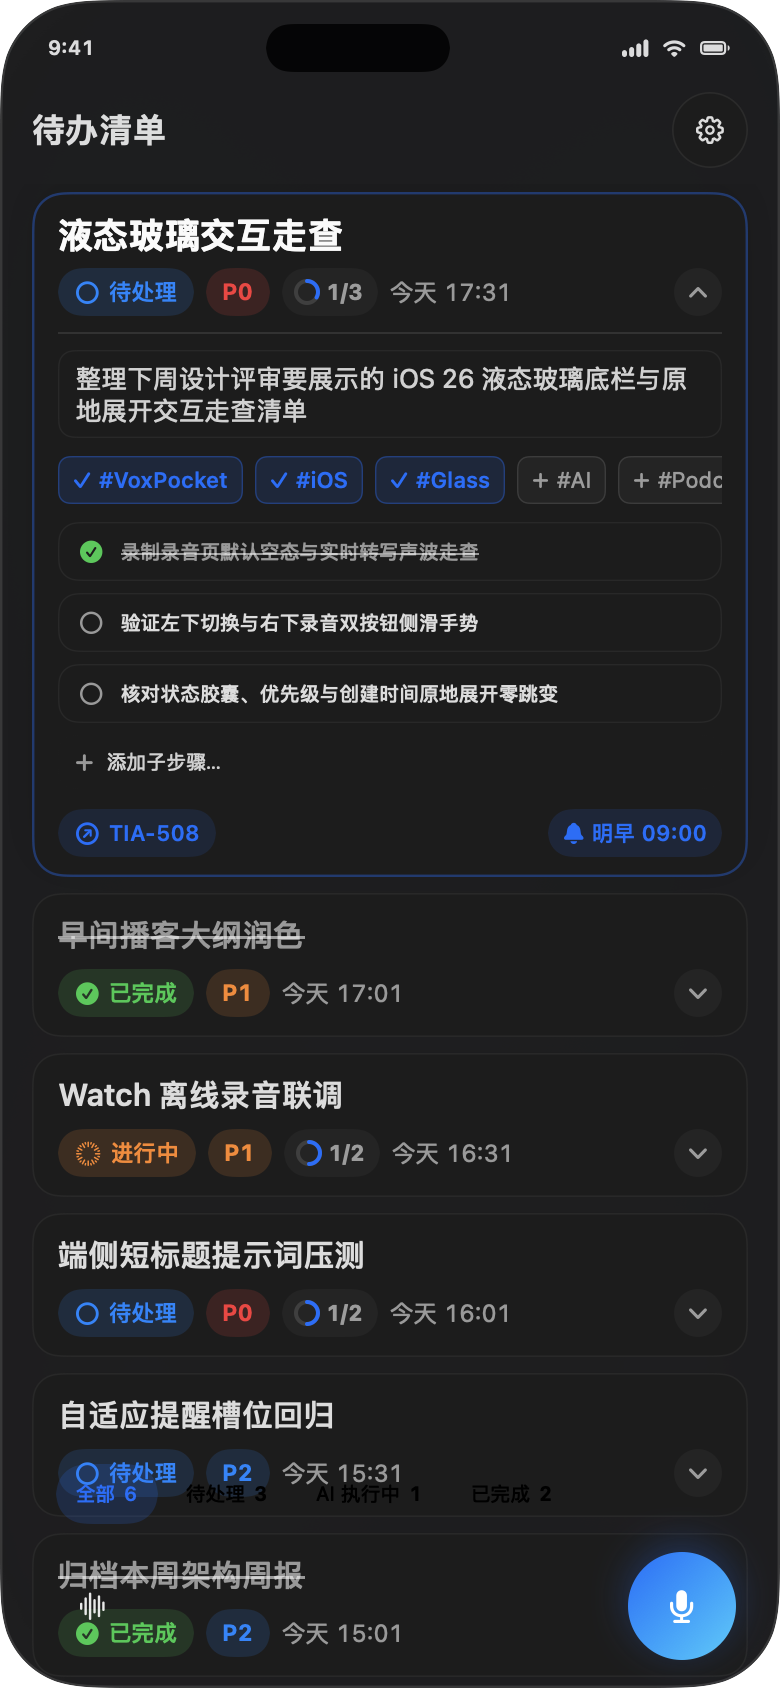 9:41
待办清单
液态玻璃交互走查
待处理 P0 1/3 今天 17:31
整理下周设计评审要展示的 iOS 26 液态玻璃底栏与原
地展开交互走查清单
#VoxPocket #iOS #Glass + #AI + #Podc
录制录音页默认空态与实时转写声波走查
验证左下切换与右下录音双按钮侧滑手势
核对状态胶囊、优先级与创建时间原地展开零跳变
+ 添加子步骤...
TIA-508 明早 09:00
早间播客大纲润色
已完成 P1 今天 17:01
Watch 离线录音联调
进行中 P1 1/2 今天 16:31
端侧短标题提示词压测
待处理 P0 1/2 今天 16:01
自适应提醒槽位回归
待处理 P2 今天 15:31
全部 6 待处理 3 AI 执行中 1 已完成 2
归档本周架构周报
已完成 P2 今天 15:01